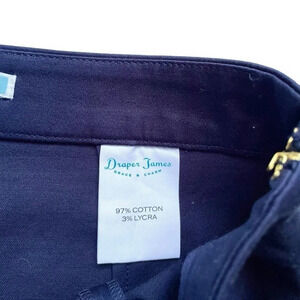 Draper James
GRACE & CHARM
97% COTTON
3% LYCRA